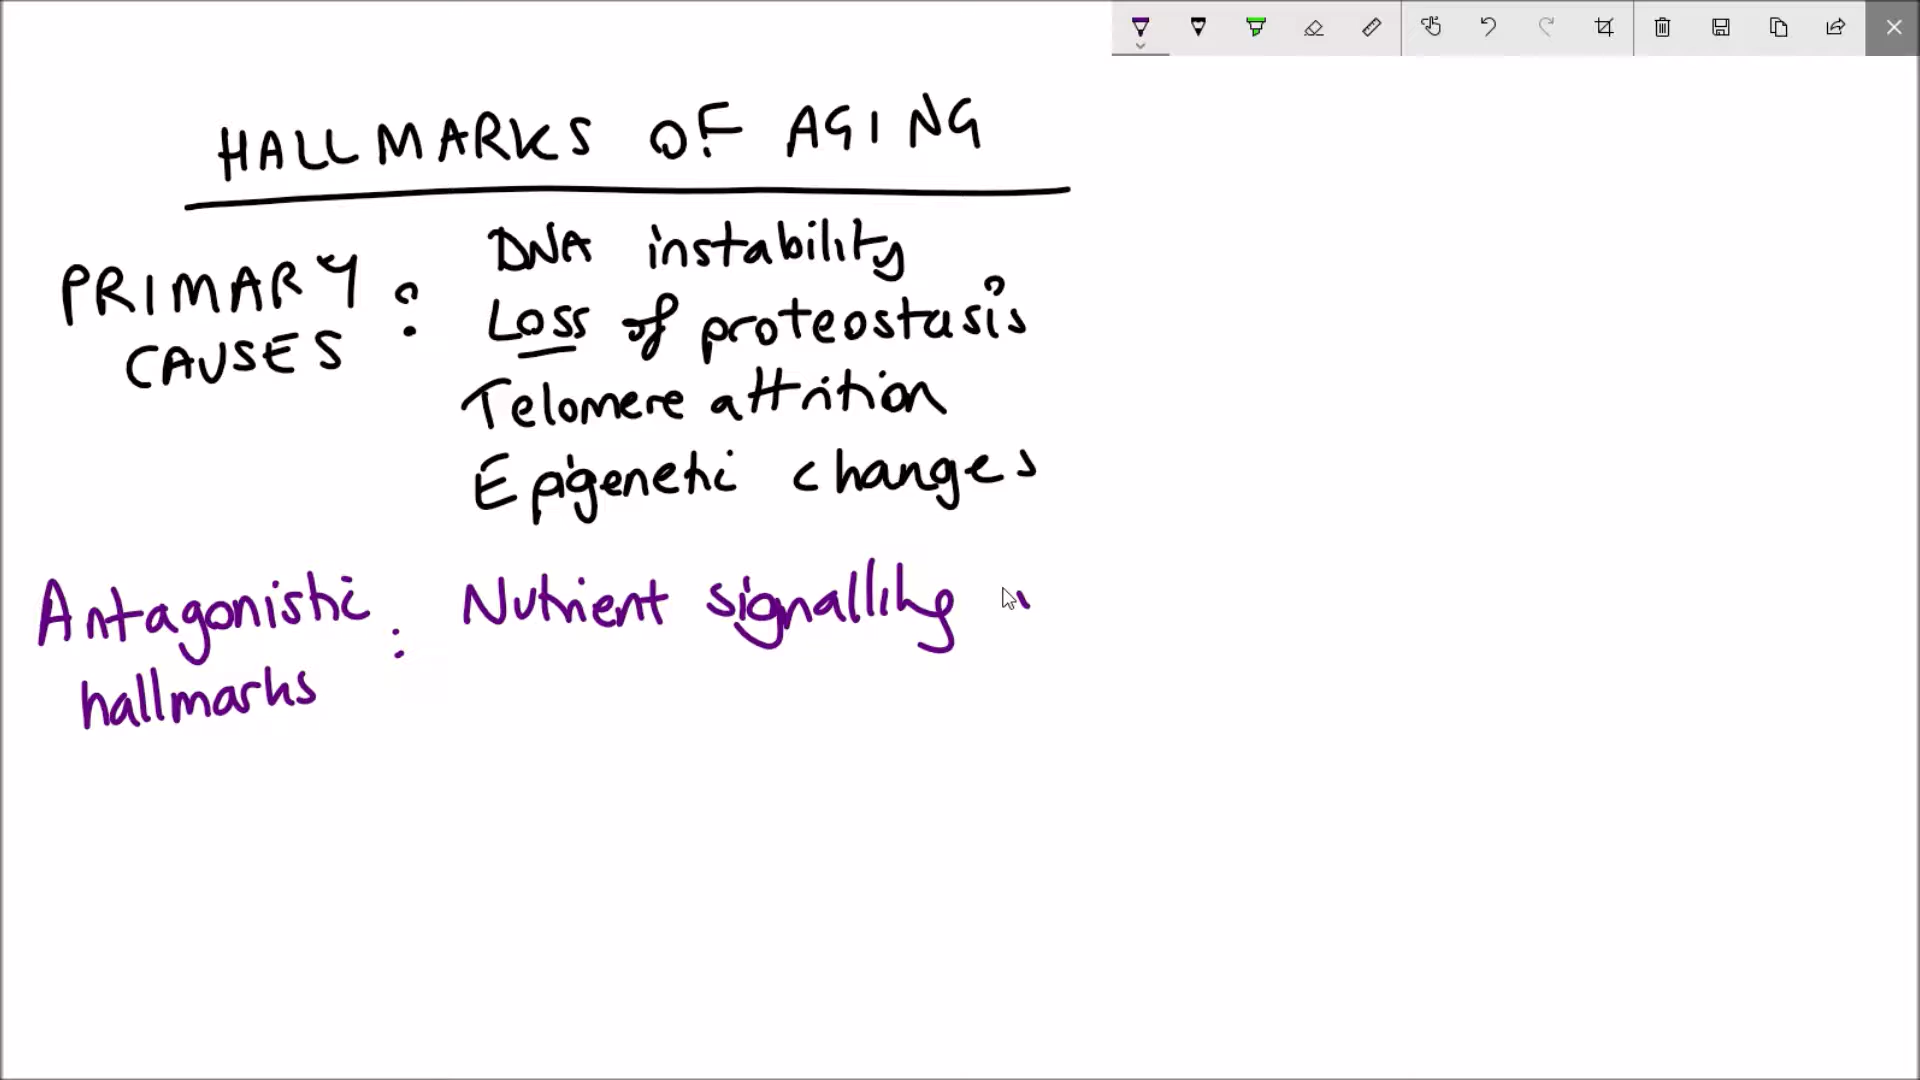 HALLMARKS OF AGING
PRIMARY CAUSES :
DNA instability
Loss of proteostasis
Telomere attrition
Epigenetic changes
Antagonistic hallmarks :
Nutrient signalling